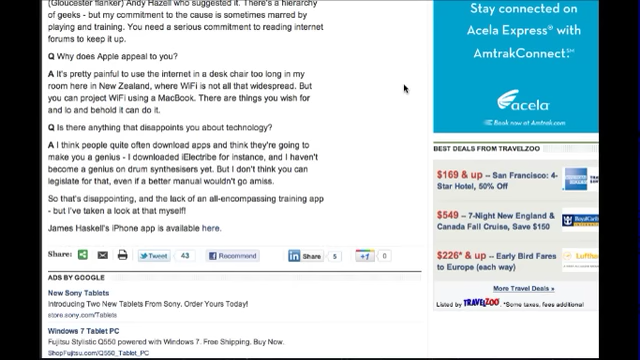 (Gloucester flanker) Andy Hazell who suggested it. There's a hierarchy
of geeks - but my commitment to the cause is sometimes marred by
playing and training. You need a serious commitment to reading internet
forums to keep it up.
Q Why does Apple appeal to you?
A It's pretty painful to use the internet in a desk chair too long in my
room here in New Zealand, where WiFi is not all that widespread. But
you can project WiFi using a MacBook. There are things you wish for
and lo and behold it can do it.
Q Is there anything that disappoints you about technology?
A I think people quite often download apps and think they're going to
make you a genius - I downloaded iElectribe for instance, and I haven't
become a genius on drum synthesisers yet. But I don't think you can
legislate for that, even if a better manual wouldn't go amiss.
So that's disappointing, and the lack of an all-encompassing training app
- but I've taken a look at that myself!
James Haskell's iPhone app is available here.
Share: Tweet 43 Recommend in Share 5 +1 0
ADS BY GOOGLE
New Sony Tablets
Introducing Two New Tablets From Sony. Order Yours Today!
store.sony.com/Tablets
Windows 7 Tablet PC
Fujitsu Stylistic Q550 powered with Windows 7. Free Shipping. Buy Now.
ShopFujitsu.com/Q550_Tablet_PC
Stay connected on
Acela Express® with
AmtrakConnect.℠
acela
Book now at Amtrak.com
BEST DEALS FROM TRAVELZOO
$169 & up - San Francisco: 4-
Star Hotel, 50% Off
$549 - 7-Night New England &
Canada Fall Cruise, Save $150
$226* & up - Early Bird Fares
to Europe (each way)
More Travel Deals »
Listed by TRAVELZOO *Some taxes, fees additional